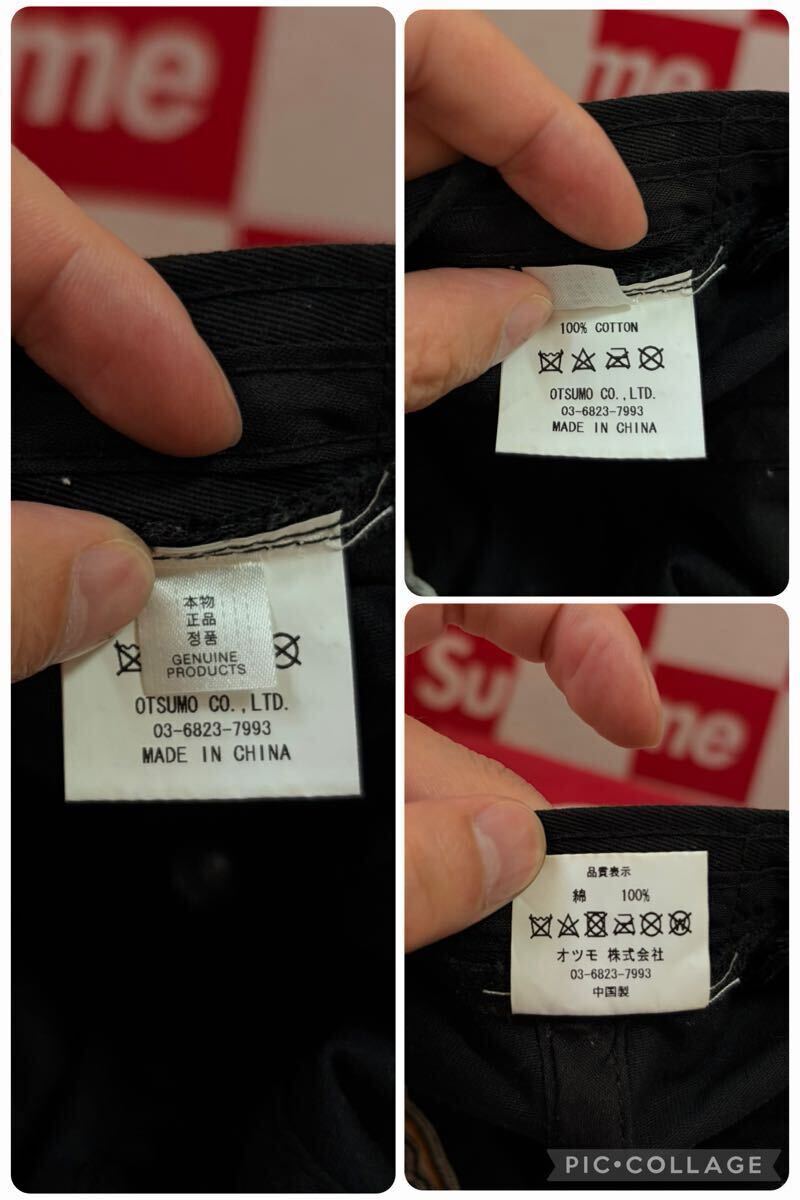 me
本物
正品
정품
GENUINE
PRODUCTS
OTSUMO CO.,LTD.
03-6823-7993
MADE IN CHINA
me
100% COTTON
OTSUMO CO.,LTD.
03-6823-7993
MADE IN CHINA
Su
me
品質表示
綿 100%
オツモ 株式会社
03-6823-7993
中国製
PIC•COLLAGE